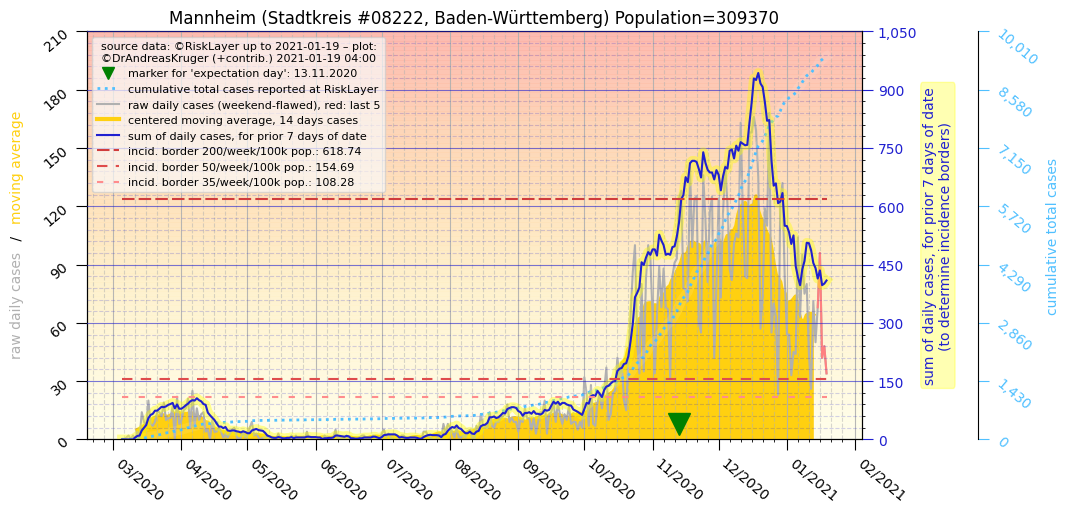 Mannheim (Stadtkreis #08222, Baden-Württemberg) Population=309370
source data: ©RiskLayer up to 2021-01-19 – plot:
©DrAndreasKruger (+contrib.) 2021-01-19 04:00
marker for 'expectation day': 13.11.2020
cumulative total cases reported at RiskLayer
raw daily cases (weekend-flawed), red: last 5
centered moving average, 14 days cases
sum of daily cases, for prior 7 days of date
incid. border 200/week/100k pop.: 618.74
incid. border 50/week/100k pop.: 154.69
incid. border 35/week/100k pop.: 108.28
raw daily cases / moving average
210
180
150
120
90
60
30
0
1,050
900
750
600
450
300
150
0
sum of daily cases, for prior 7 days of date
(to determine incidence borders)
10,010
8,580
7,150
5,720
4,290
2,860
1,430
0
cumulative total cases
03/2020
04/2020
05/2020
06/2020
07/2020
08/2020
09/2020
10/2020
11/2020
12/2020
01/2021
02/2021